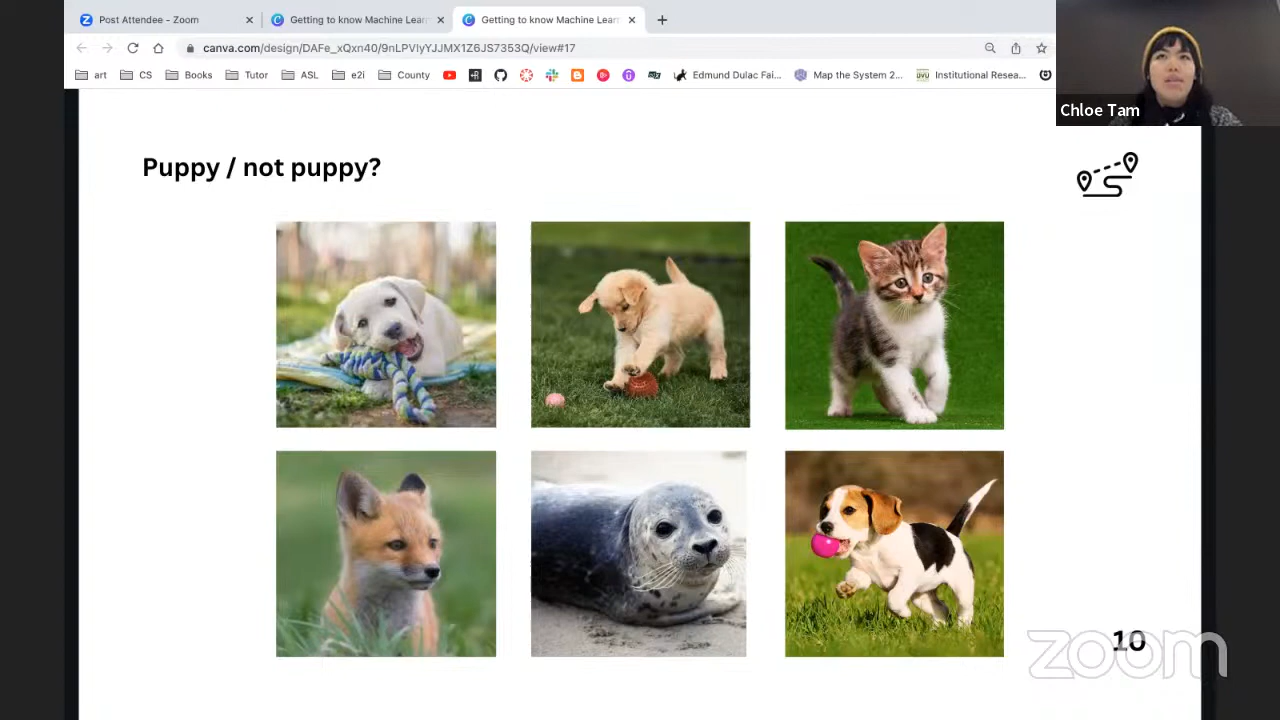 Post Attendee - Zoom
Getting to know Machine Lear
Getting to know Machine Lear
canva.com/design/DAFe_xQxn40/9nLPVIyYJJMX1Z6JS7353Q/view#17
art CS Books Tutor ASL e2i County Edmund Dulac Fai... Map the System 2... Institutional Resea...
Chloe Tam
Puppy / not puppy?
10
zoom